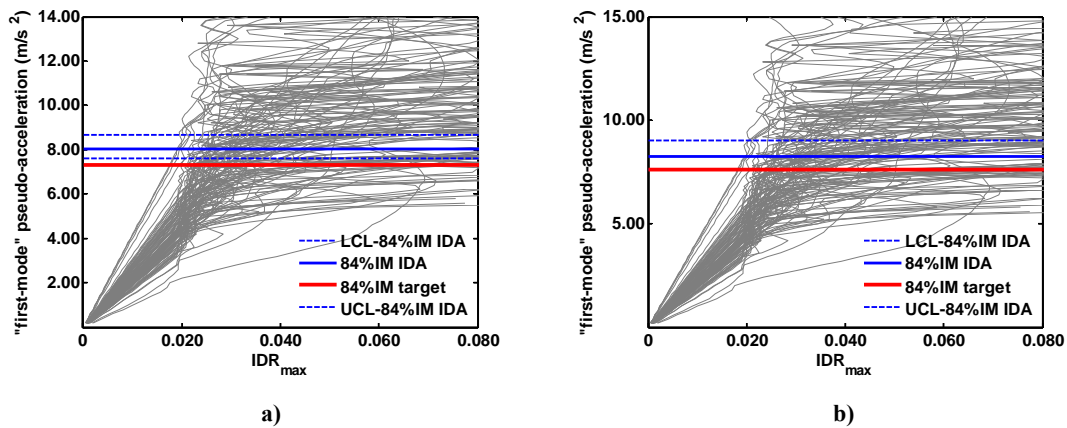 "first-mode" pseudo-acceleration (m/s²)
14.00
12.00
10.00
8.00
6.00
4.00
2.00
0
0.020
0.040
0.060
0.080
IDRmax
LCL-84%IM IDA
84%IM IDA
84%IM target
UCL-84%IM IDA
a)
"first-mode" pseudo-acceleration (m/s²)
15.00
10.00
5.00
0
0.020
0.040
0.060
0.080
IDRmax
LCL-84%IM IDA
84%IM IDA
84%IM target
UCL-84%IM IDA
b)